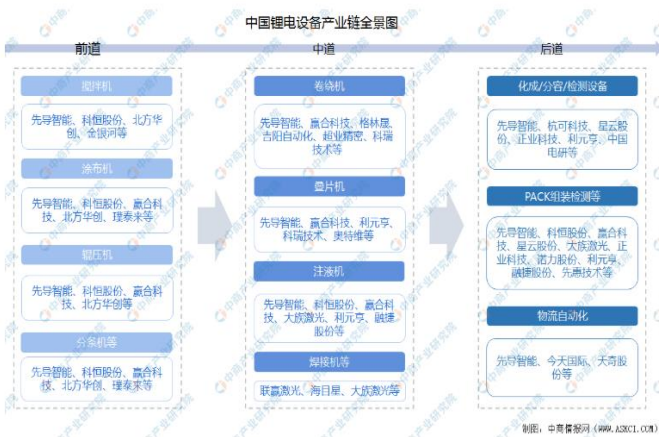 中国锂电设备产业链全景图
前道
中道
后道
搅拌机
先导智能、科恒股份、北方华
创、金银河等
涂布机
先导智能、科恒股份、赢合科
技、北方华创、璞泰来等
辊压机
先导智能、科恒股份、赢合科
技、北方华创等
分条机等
先导智能、科恒股份、赢合科
技、北方华创、璞泰来等
卷绕机
先导智能、赢合科技、格林晟、
吉阳自动化、超业精密、科瑞
技术等
叠片机
先导智能、赢合科技、利元亨、
科瑞技术、奥特维等
注液机
先导智能、科恒股份、赢合科
技、大族激光、利元亨、融捷
股份等
焊接机等
联赢激光、海目星、大族激光等
化成/分容/检测设备
先导智能、杭可科技、星云股
份、正业科技、利元亨、中国
电研等
PACK组装检测等
先导智能、科恒股份、赢合科
技、星云股份、大族激光、正
业科技、诺力股份、利元亨、
融捷股份、先惠技术等
物流自动化
先导智能、今天国际、天奇股
份等
制图：中商情报网（WWW.ASKCI.COM）